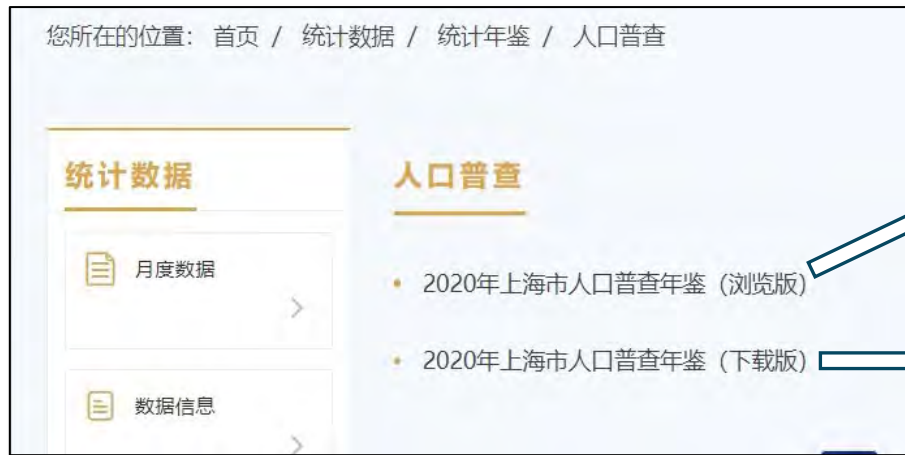 您所在的位置： 首页 / 统计数据 / 统计年鉴 / 人口普查
统计数据
月度数据
数据信息
人口普查
2020年上海市人口普查年鉴（浏览版）
2020年上海市人口普查年鉴（下载版）